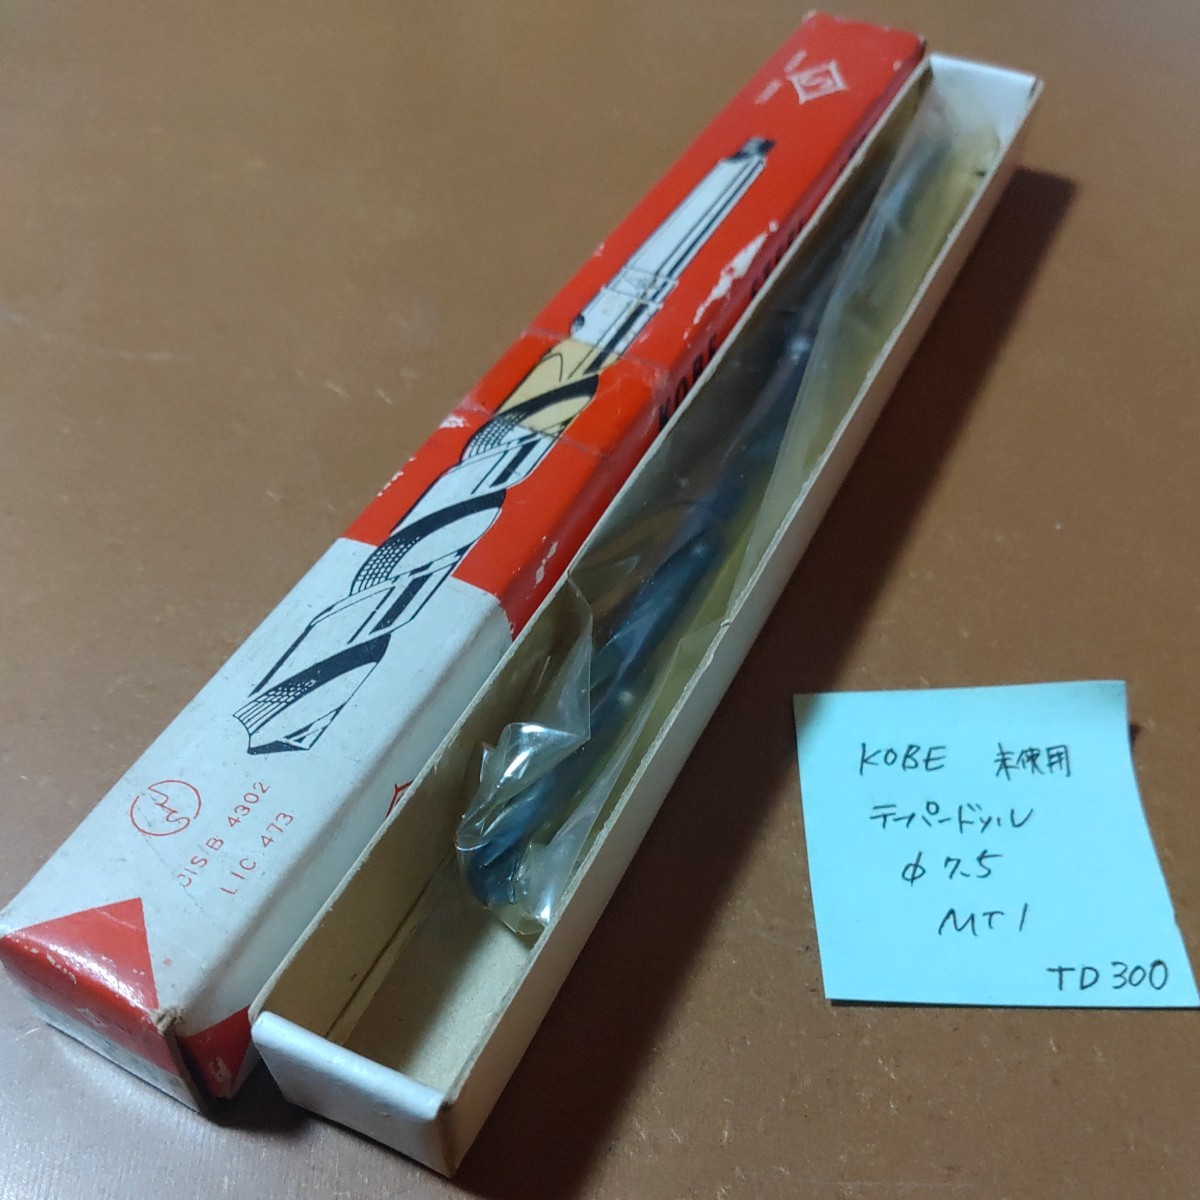 KOBE
JIS B 4302
LIC 473
KOBE 未使用
テーパードリル
φ7.5
MT1
TD300